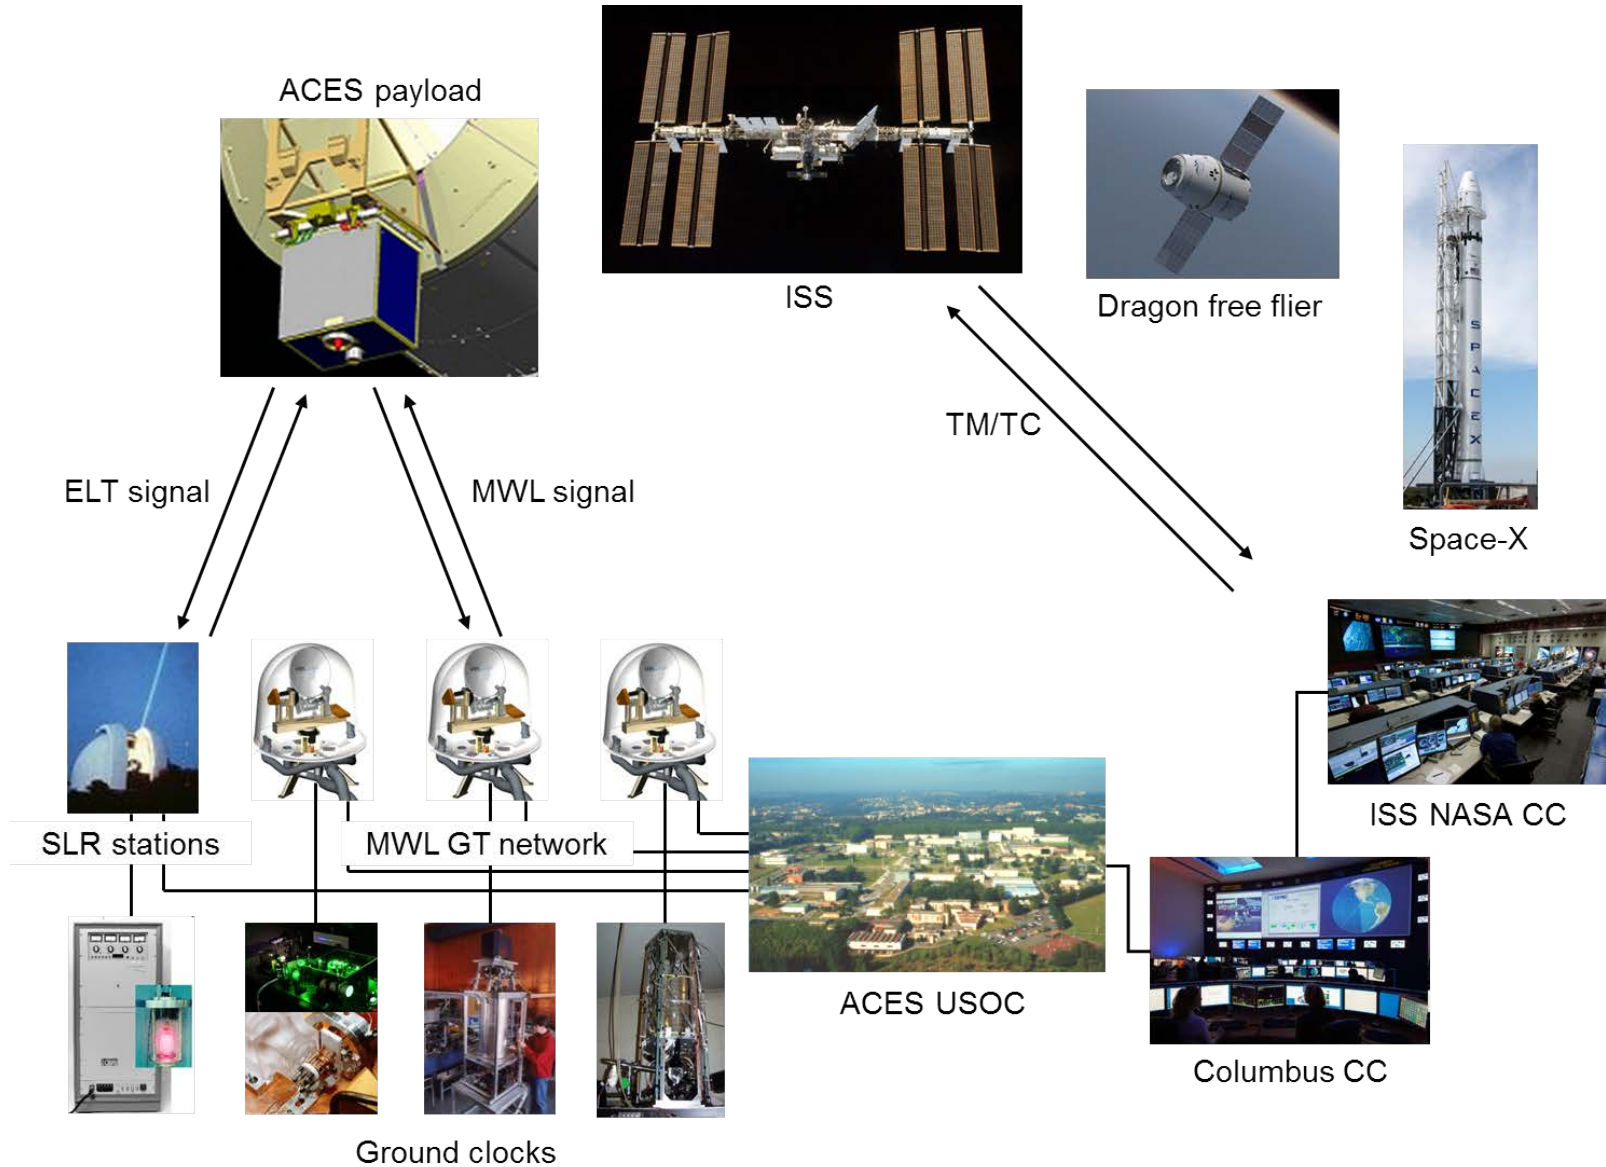 ACES payload
ISS
Dragon free flier
SPACEX
Space-X
TM/TC
ELT signal
MWL signal
SLR stations
MWL GT network
ISS NASA CC
ACES USOC
Columbus CC
Ground clocks